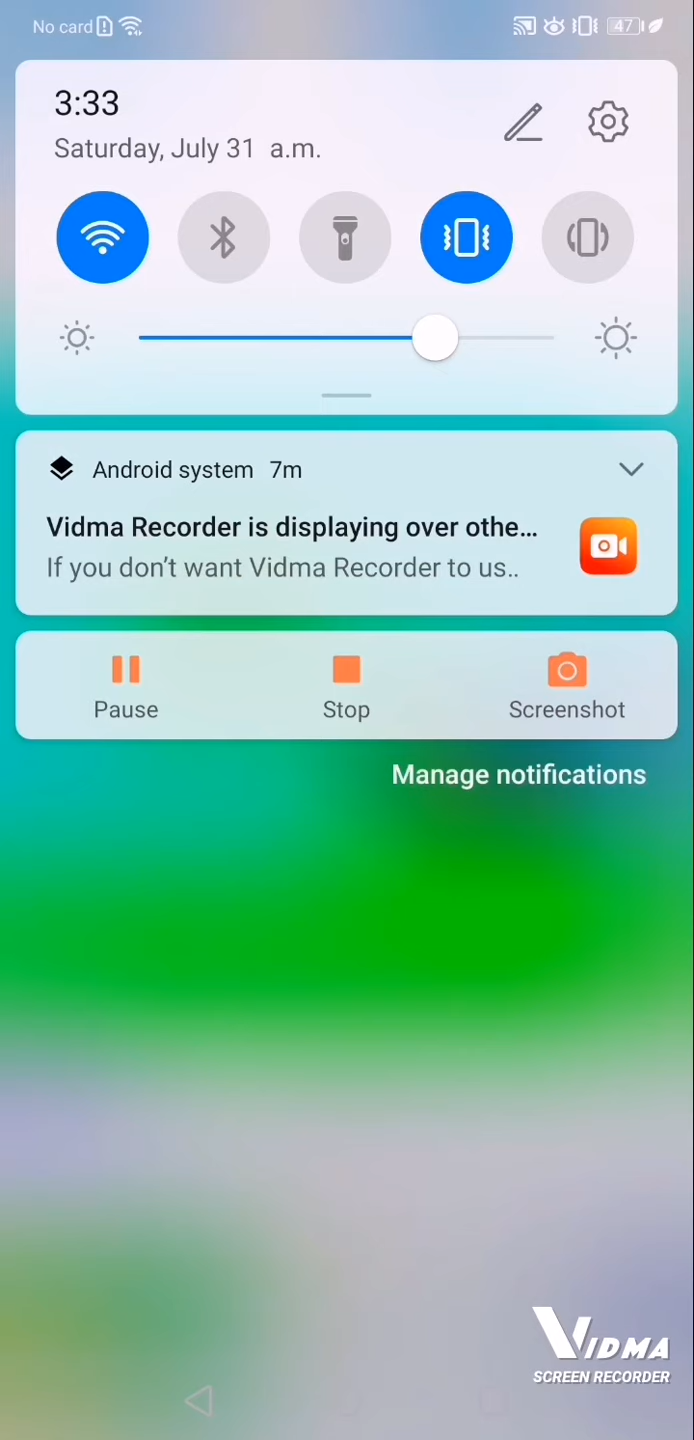 No card
47
3:33
Saturday, July 31 a.m.
Android system 7m
Vidma Recorder is displaying over othe...
If you don't want Vidma Recorder to us..
Pause
Stop
Screenshot
Manage notifications
VIDMA
SCREEN RECORDER